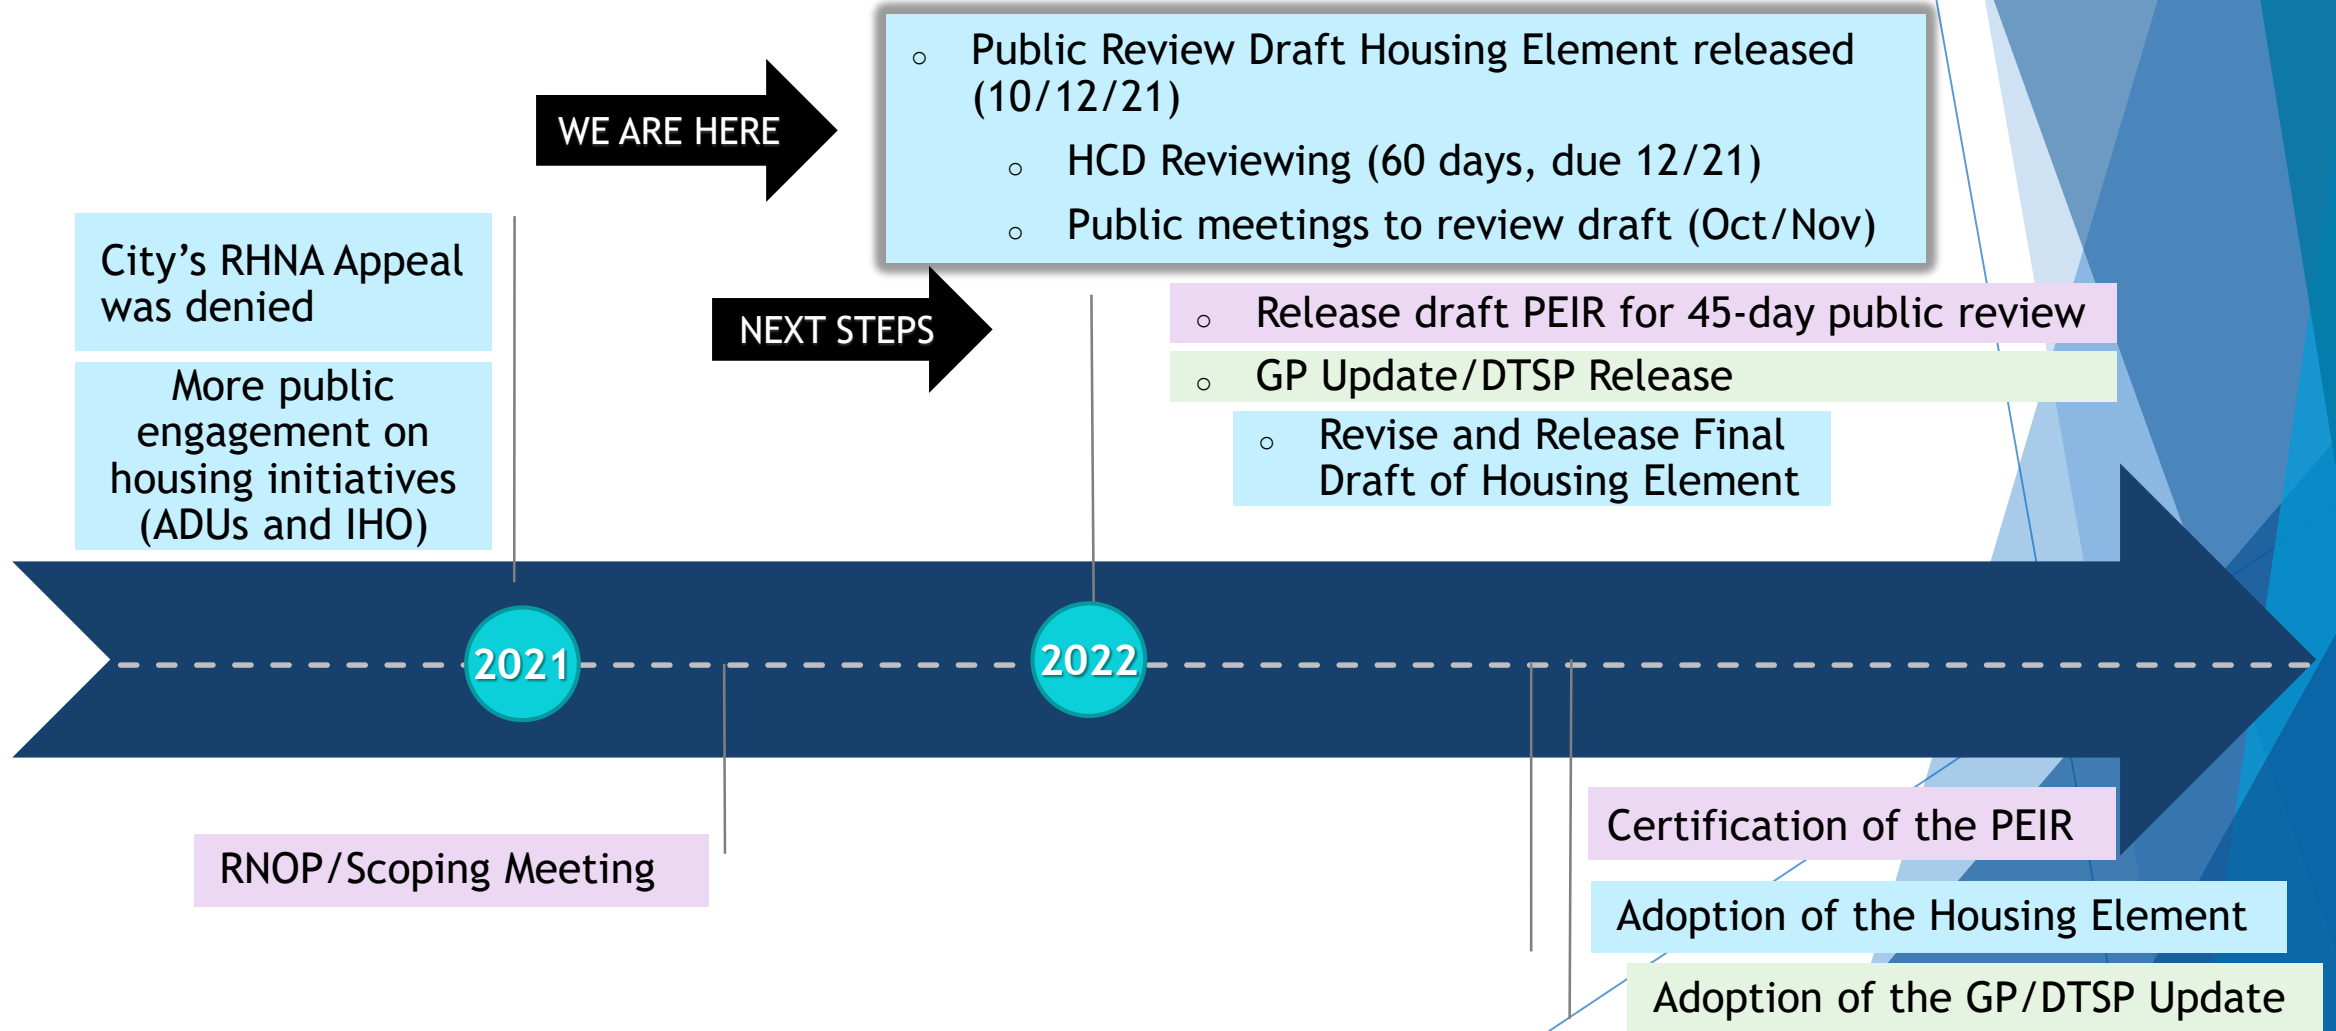 WE ARE HERE
○ Public Review Draft Housing Element released
(10/12/21)
○ HCD Reviewing (60 days, due 12/21)
○ Public meetings to review draft (Oct/Nov)
City’s RHNA Appeal
was denied
More public
engagement on
housing initiatives
(ADUs and IHO)
NEXT STEPS
○ Release draft PEIR for 45-day public review
○ GP Update/DTSP Release
○ Revise and Release Final
Draft of Housing Element
2021
2022
RNOP/Scoping Meeting
Certification of the PEIR
Adoption of the Housing Element
Adoption of the GP/DTSP Update